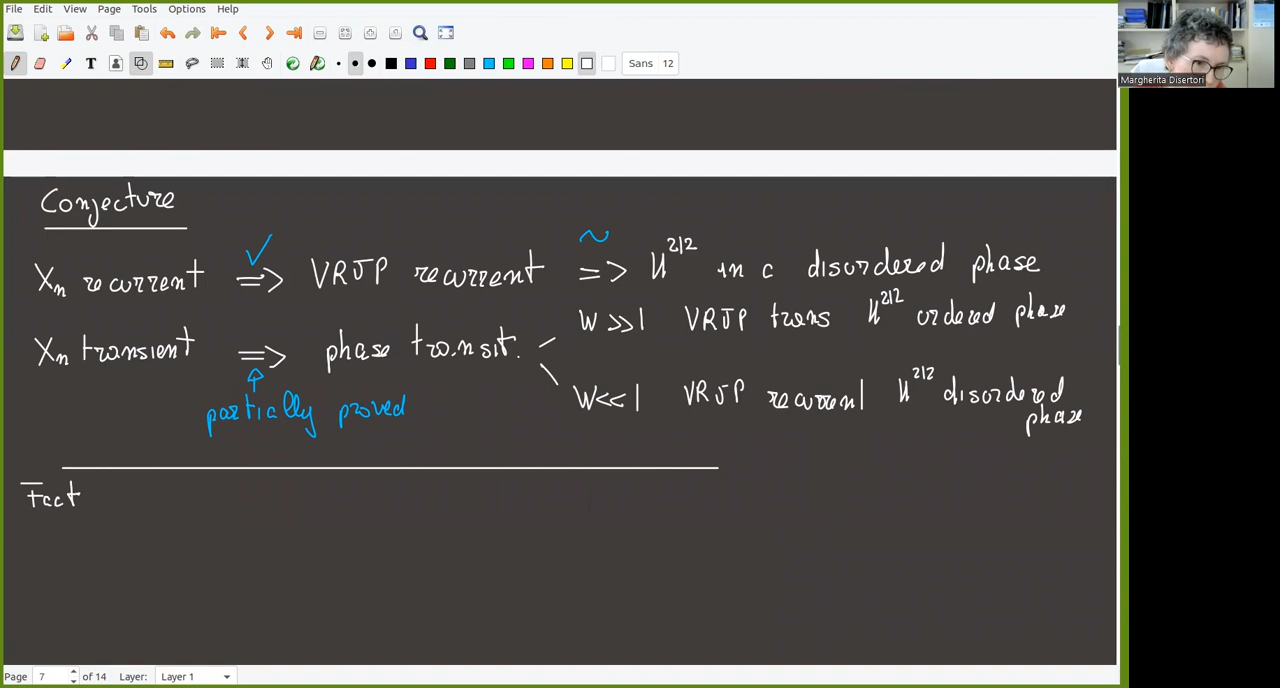 File Edit View Page Tools Options Help
Sans 12
Margherita Disertori
Conjecture
Xn recurrent => VRJP recurrent => H^2|2 in a disordered phase
✓ ~
W >> 1 VRJP trans H^2|2 ordered phase
Xn transient => phase transit.
W << 1 VRJP recurrent H^2|2 disordered phase
partially proved
Fact
Page 7 of 14 Layer: Layer 1